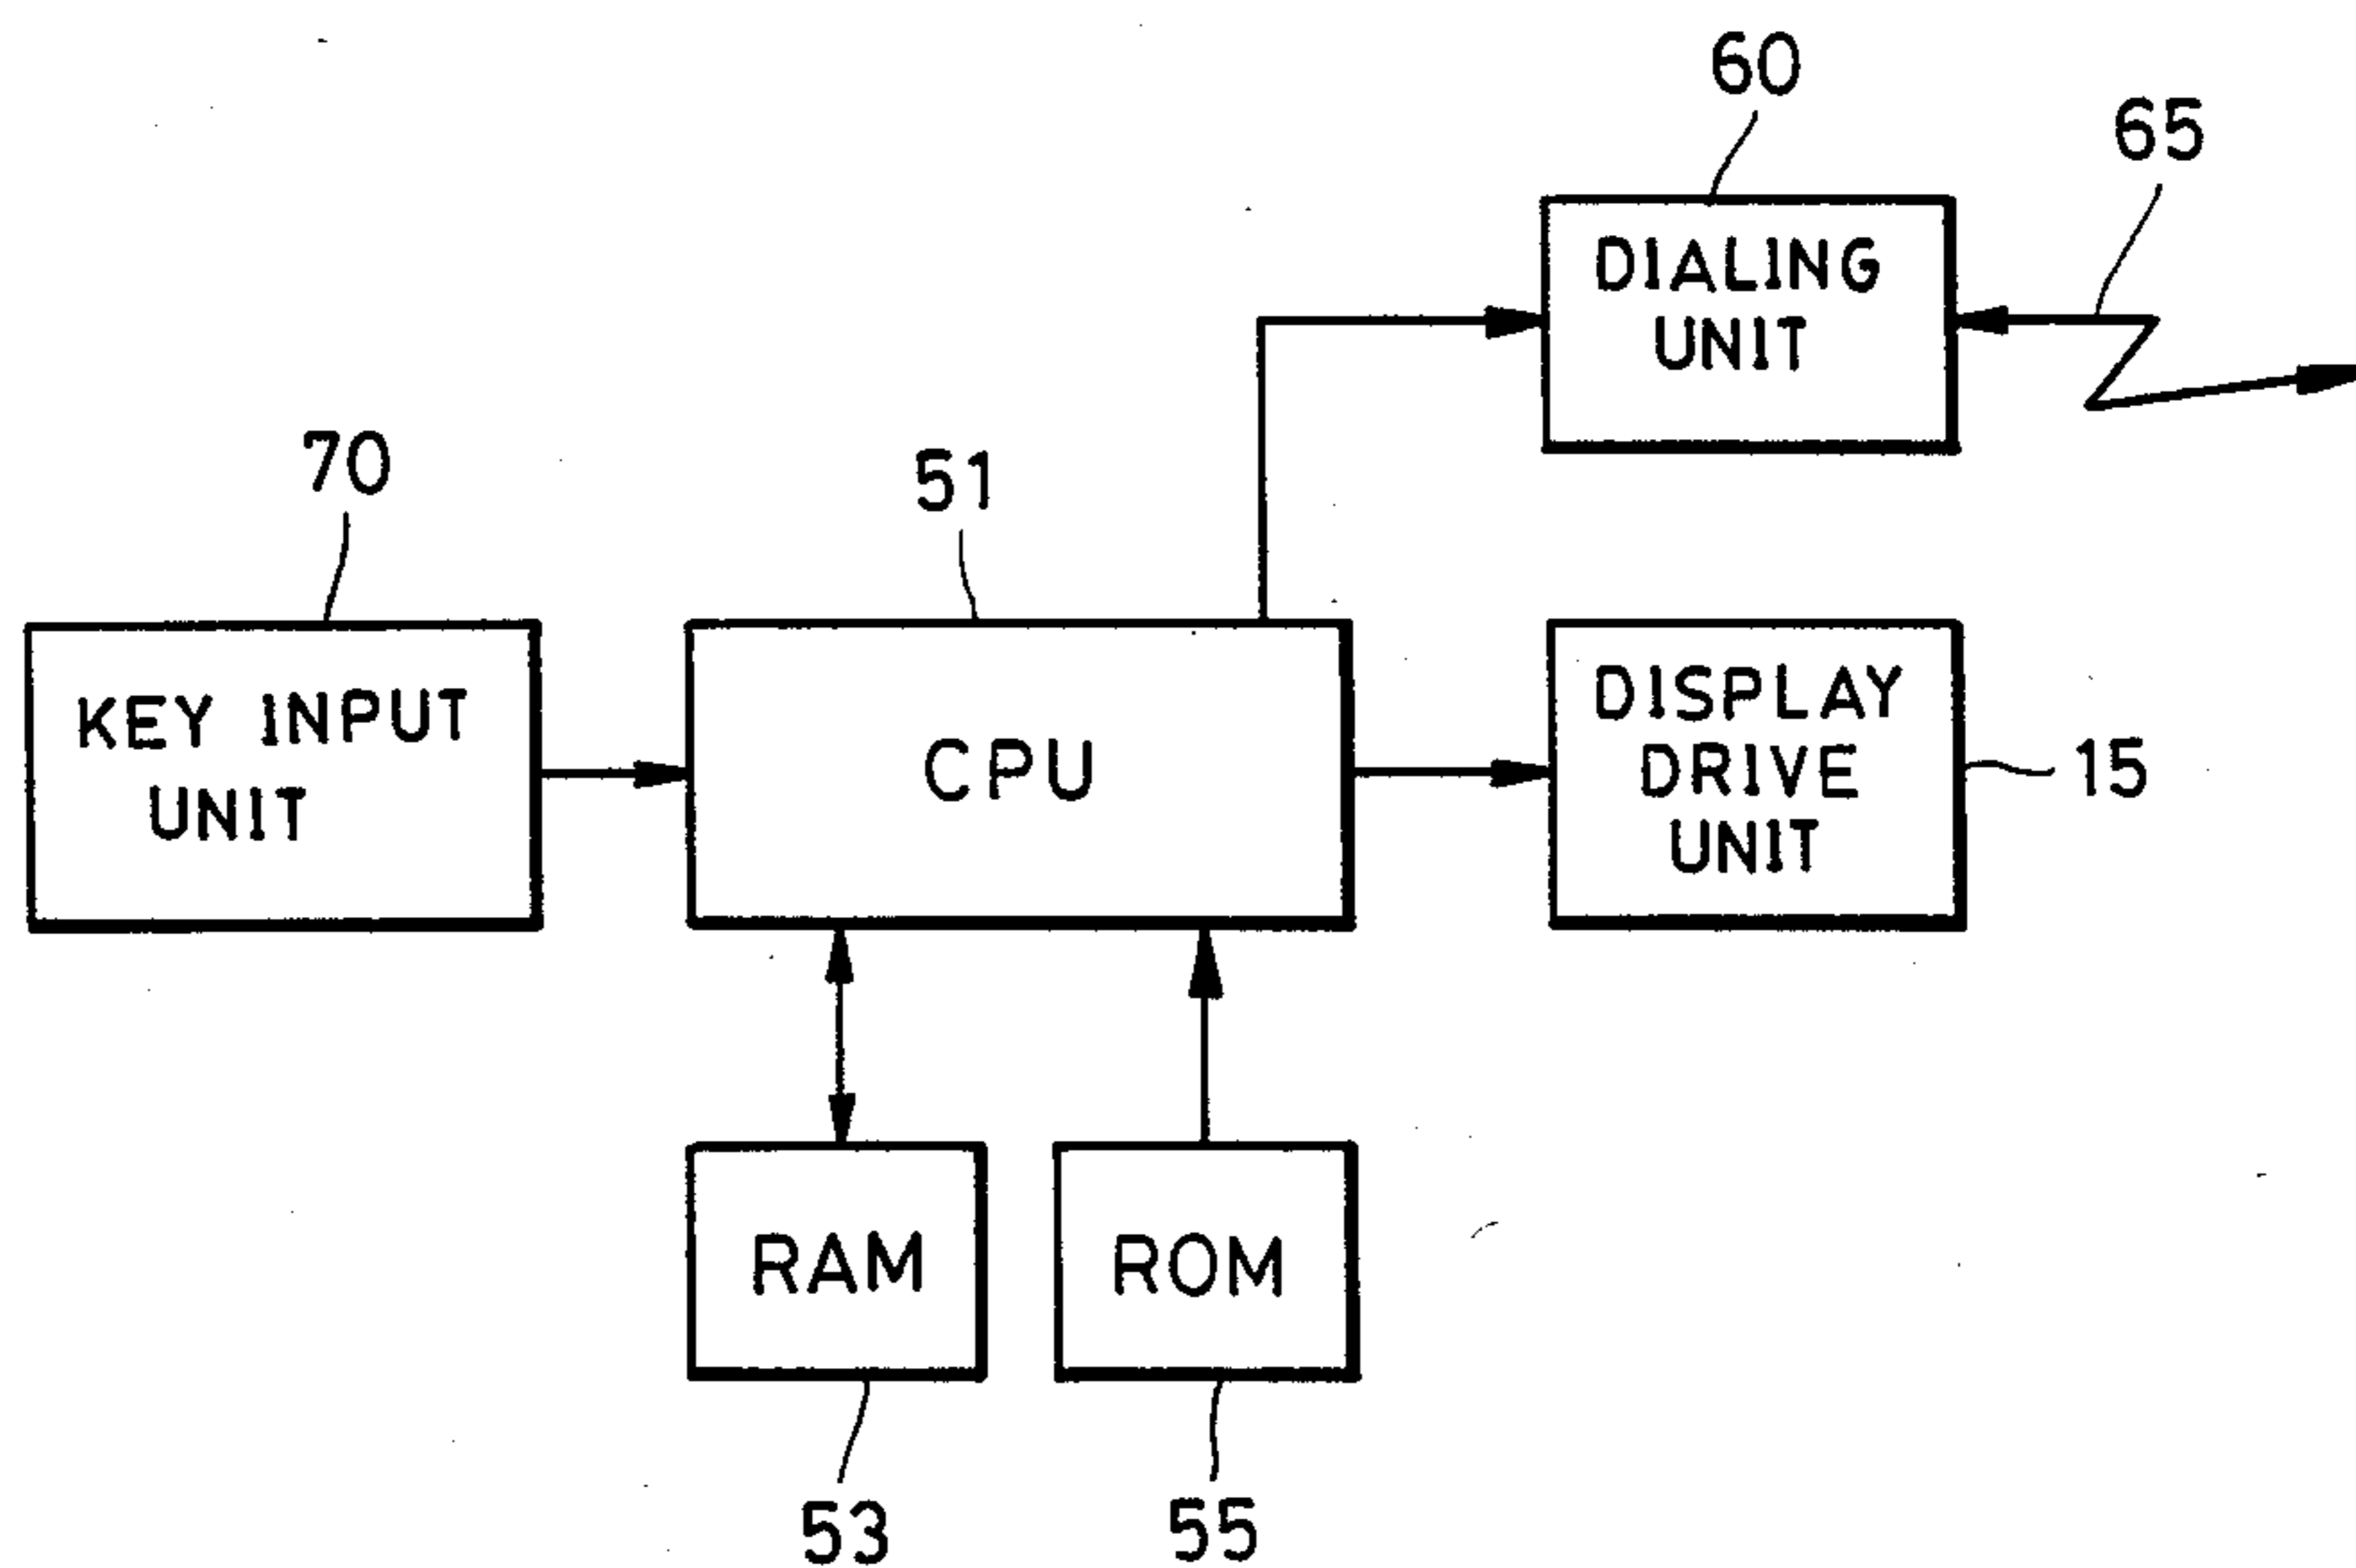 60
65
DIALING
UNIT
70
51
KEY INPUT
UNIT
CPU
DISPLAY
DRIVE
UNIT
15
RAM
ROM
53
55